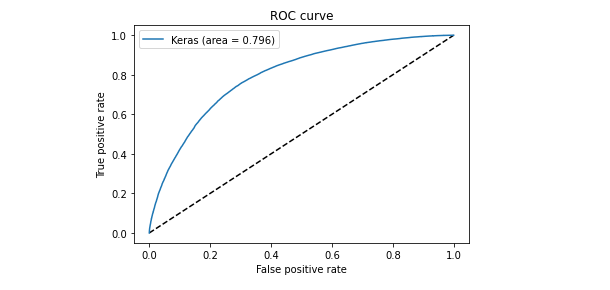 ROC curve
Keras (area = 0.796)
True positive rate
1.0
0.8
0.6
0.4
0.2
0.0
0.0 0.2 0.4 0.6 0.8 1.0
False positive rate